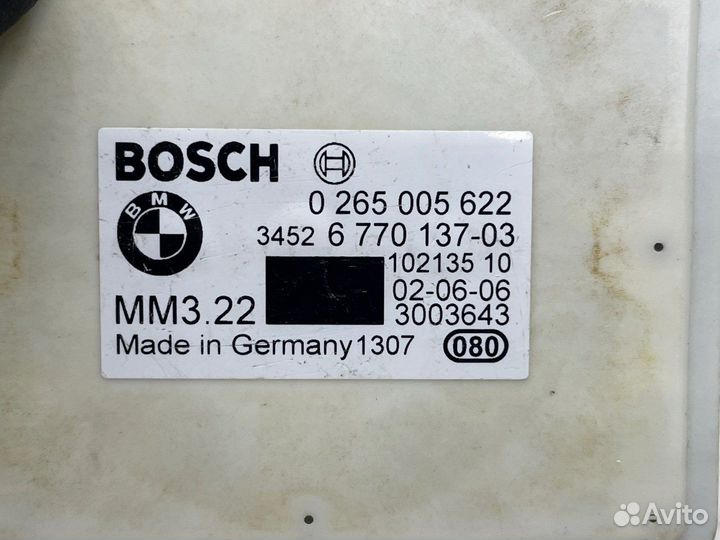 BOSCH
0 265 005 622
BMW
3452 6 770 137-03
102135 10
02-06-06
MM3.22
3003643
Made in Germany 1307
080
Avito